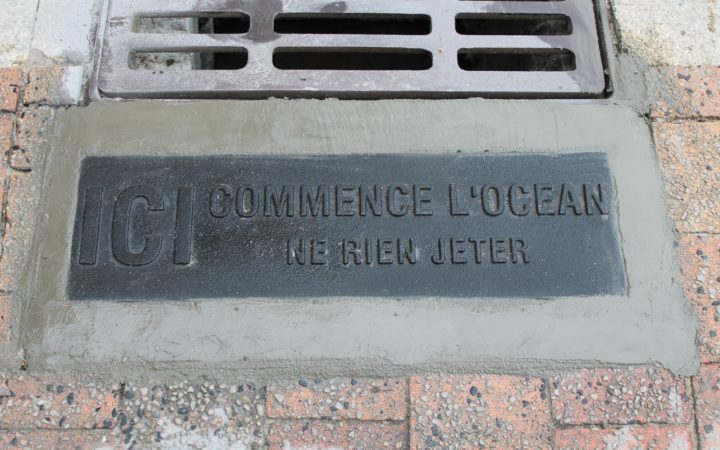 ICI COMMENCE L'OCEAN
NE RIEN JETER